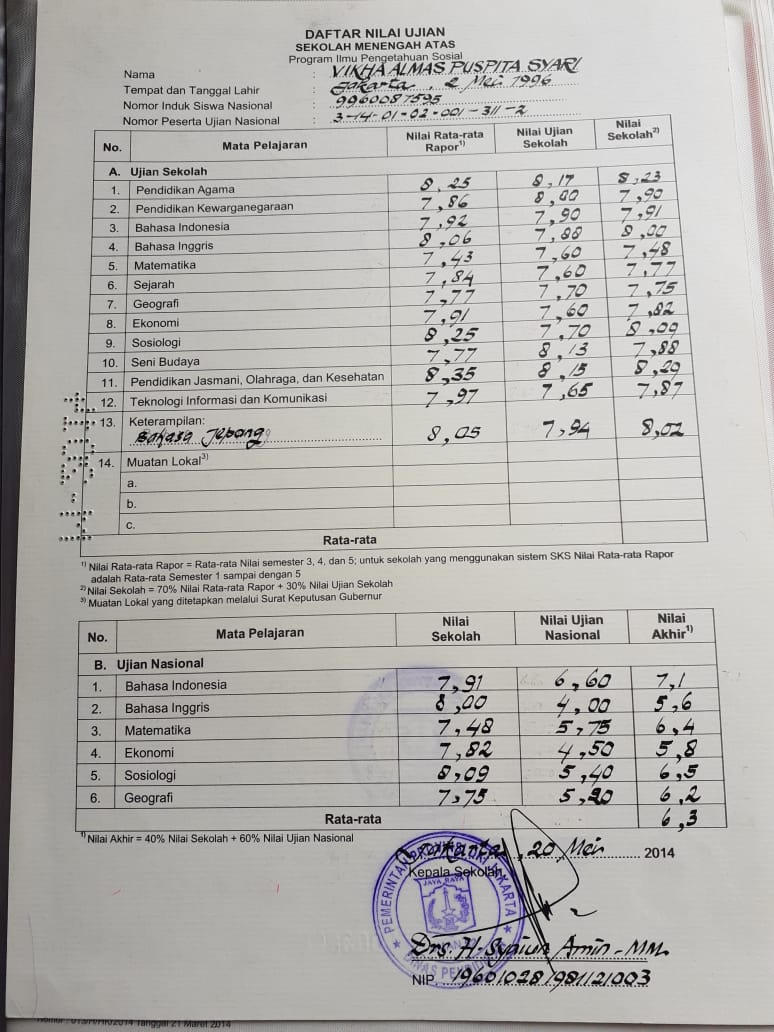 DAFTAR NILAI UJIAN
SEKOLAH MENENGAH ATAS
Program Ilmu Pengetahuan Sosial
Nama : VIKHA ALMAS PUSPITA SYARI
Tempat dan Tanggal Lahir : Jakarta, 2 Mei 1996
Nomor Induk Siswa Nasional : 9960087595
Nomor Peserta Ujian Nasional : 3-14-01-02-001-311-2
No. Mata Pelajaran Nilai Rata-rata Rapor1) Nilai Ujian Sekolah Nilai Sekolah2)
A. Ujian Sekolah
1. Pendidikan Agama 8,25 8,17 8,23
2. Pendidikan Kewarganegaraan 7,86 8,00 7,90
3. Bahasa Indonesia 7,92 7,90 7,91
4. Bahasa Inggris 8,06 7,88 8,00
5. Matematika 7,43 7,60 7,48
6. Sejarah 7,84 7,60 7,77
7. Geografi 7,77 7,70 7,75
8. Ekonomi 7,91 7,60 7,82
9. Sosiologi 8,25 7,70 8,09
10. Seni Budaya 7,77 8,13 7,88
11. Pendidikan Jasmani, Olahraga, dan Kesehatan 8,35 8,15 8,29
12. Teknologi Informasi dan Komunikasi 7,97 7,65 7,87
13. Keterampilan:
Bahasa Jepang 8,05 7,94 8,02
14. Muatan Lokal3)
a.
b.
c.
Rata-rata
1) Nilai Rata-rata Rapor = Rata-rata Nilai semester 3, 4, dan 5; untuk sekolah yang menggunakan sistem SKS Nilai Rata-rata Rapor
adalah Rata-rata Semester 1 sampai dengan 5
2) Nilai Sekolah = 70% Nilai Rata-rata Rapor + 30% Nilai Ujian Sekolah
3) Muatan Lokal yang ditetapkan melalui Surat Keputusan Gubernur
No. Mata Pelajaran Nilai Sekolah Nilai Ujian Nasional Nilai Akhir1)
B. Ujian Nasional
1. Bahasa Indonesia 7,91 6,60 7,1
2. Bahasa Inggris 8,00 4,00 5,6
3. Matematika 7,48 5,75 6,4
4. Ekonomi 7,82 4,50 5,8
5. Sosiologi 8,09 5,40 6,5
6. Geografi 7,75 5,20 6,2
Rata-rata 6,3
1) Nilai Akhir = 40% Nilai Sekolah + 60% Nilai Ujian Nasional
Jakarta, 20 Mei 2014
Kepala Sekolah
JAYA RAYA
Drs. H. Syaiun Amin-MM
NIP. 196010281981121003
Tanggal 21 Maret 2014